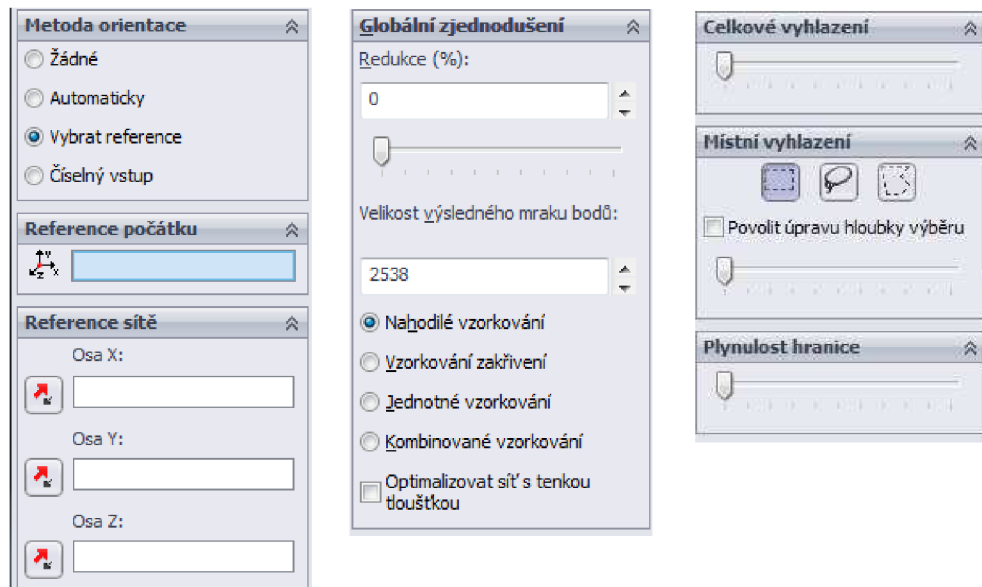 Metoda orientace
Žádné
Automaticky
Vybrat reference
Číselný vstup
Reference počátku
Y
Z
X
Reference sítě
Osa X:
Osa Y:
Osa Z:
Globální zjednodušení
Redukce (%):
0
Velikost výsledného mraku bodů:
2538
Nahodilé vzorkování
Vzorkování zakřivení
Jednotné vzorkování
Kombinované vzorkování
Optimalizovat síť s tenkou
tloušťkou
Celkové vyhlazení
Místní vyhlazení
Povolit úpravu hloubky výběru
Plynulost hranice